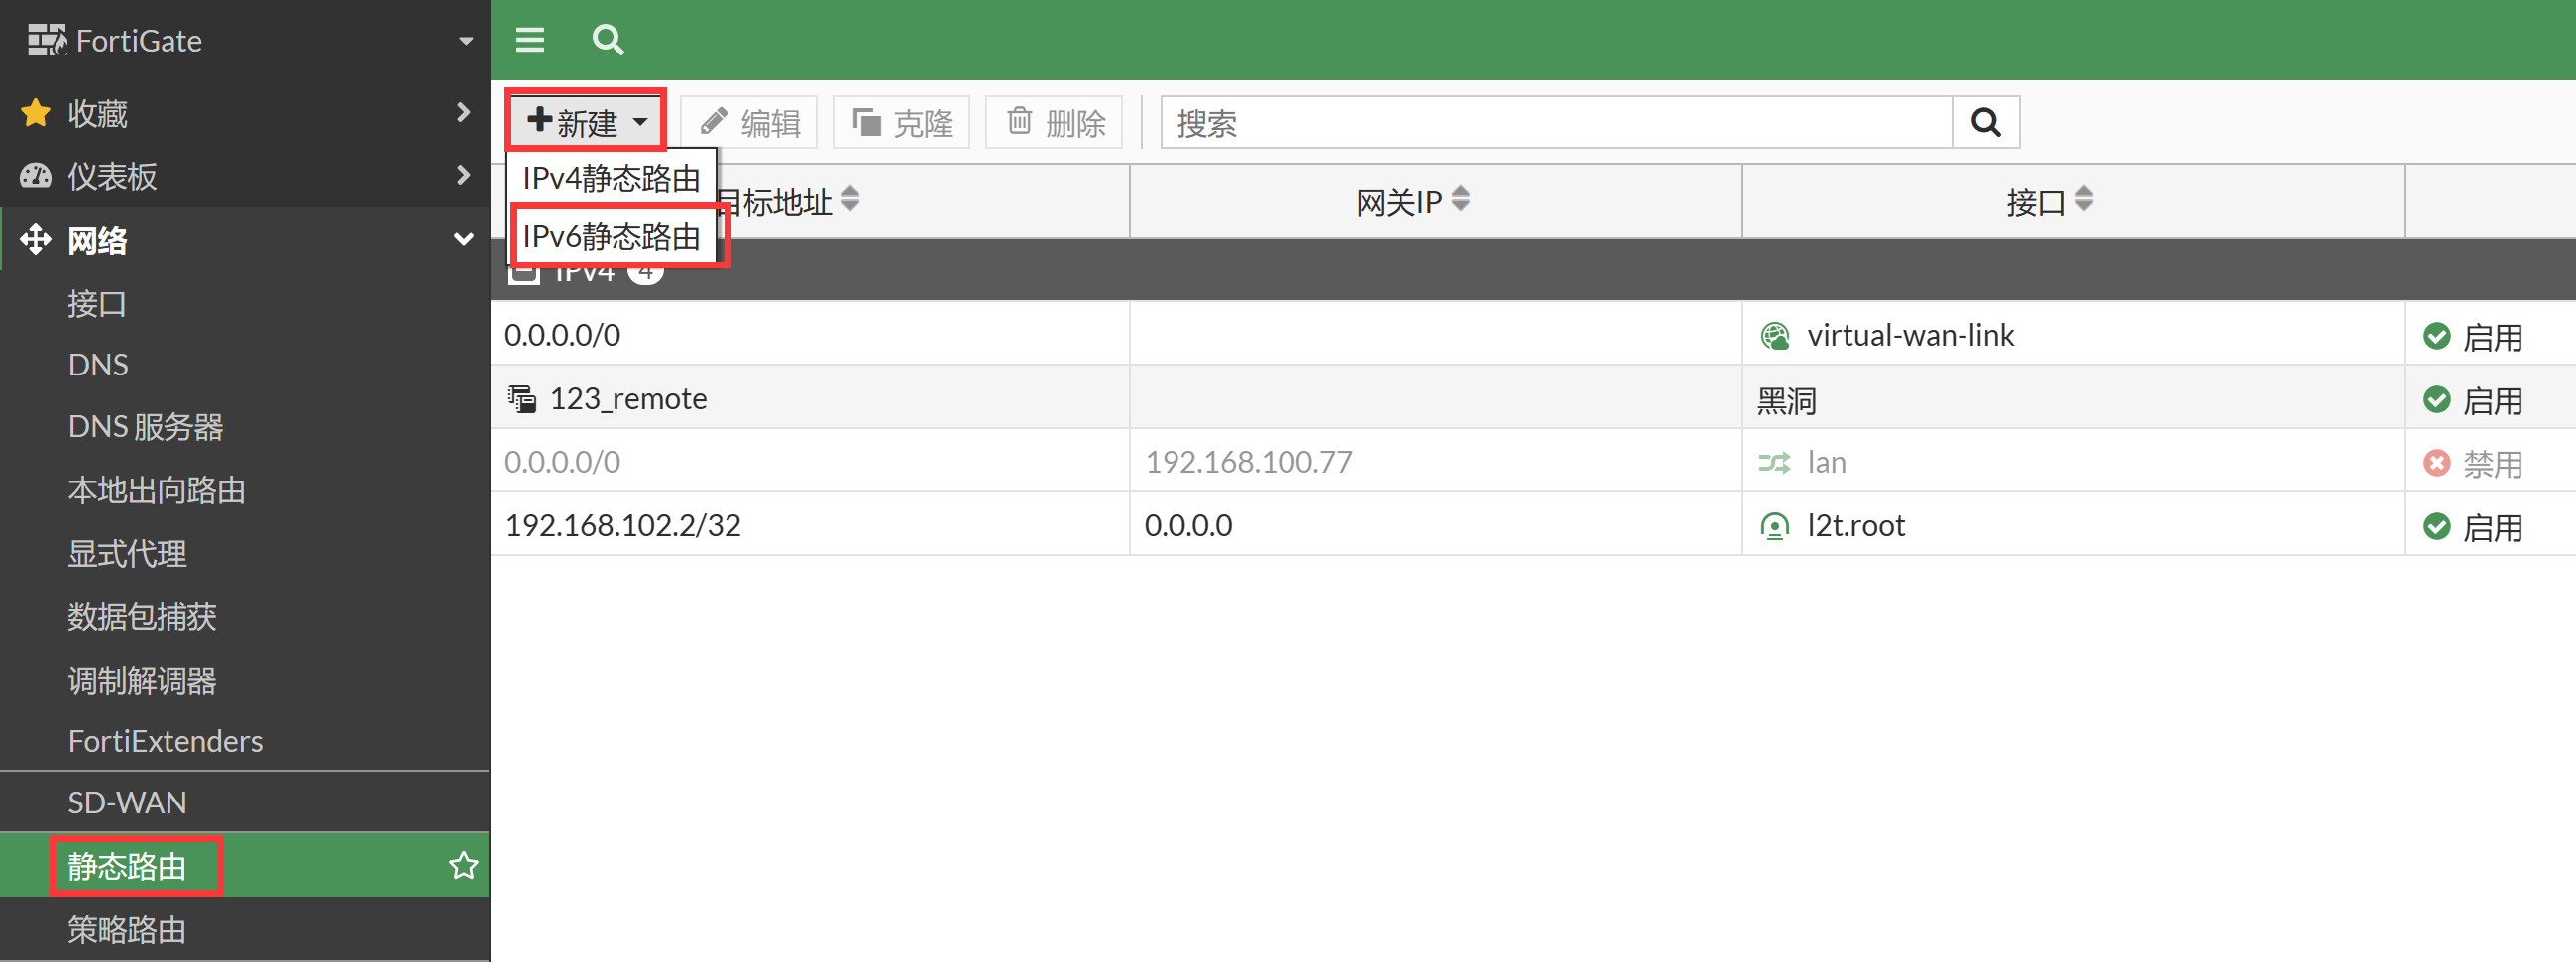 FortiGate
收藏
仪表板
网络
接口
DNS
DNS 服务器
本地出向路由
显式代理
数据包捕获
调制解调器
FortiExtenders
SD-WAN
静态路由
策略路由
新建 编辑 克隆 删除 搜索
IPv4静态路由
IPv6静态路由
目标地址 网关IP 接口
IPv4 4
0.0.0.0/0 virtual-wan-link 启用
123_remote 黑洞 启用
0.0.0.0/0 192.168.100.77 lan 禁用
192.168.102.2/32 0.0.0.0 l2t.root 启用